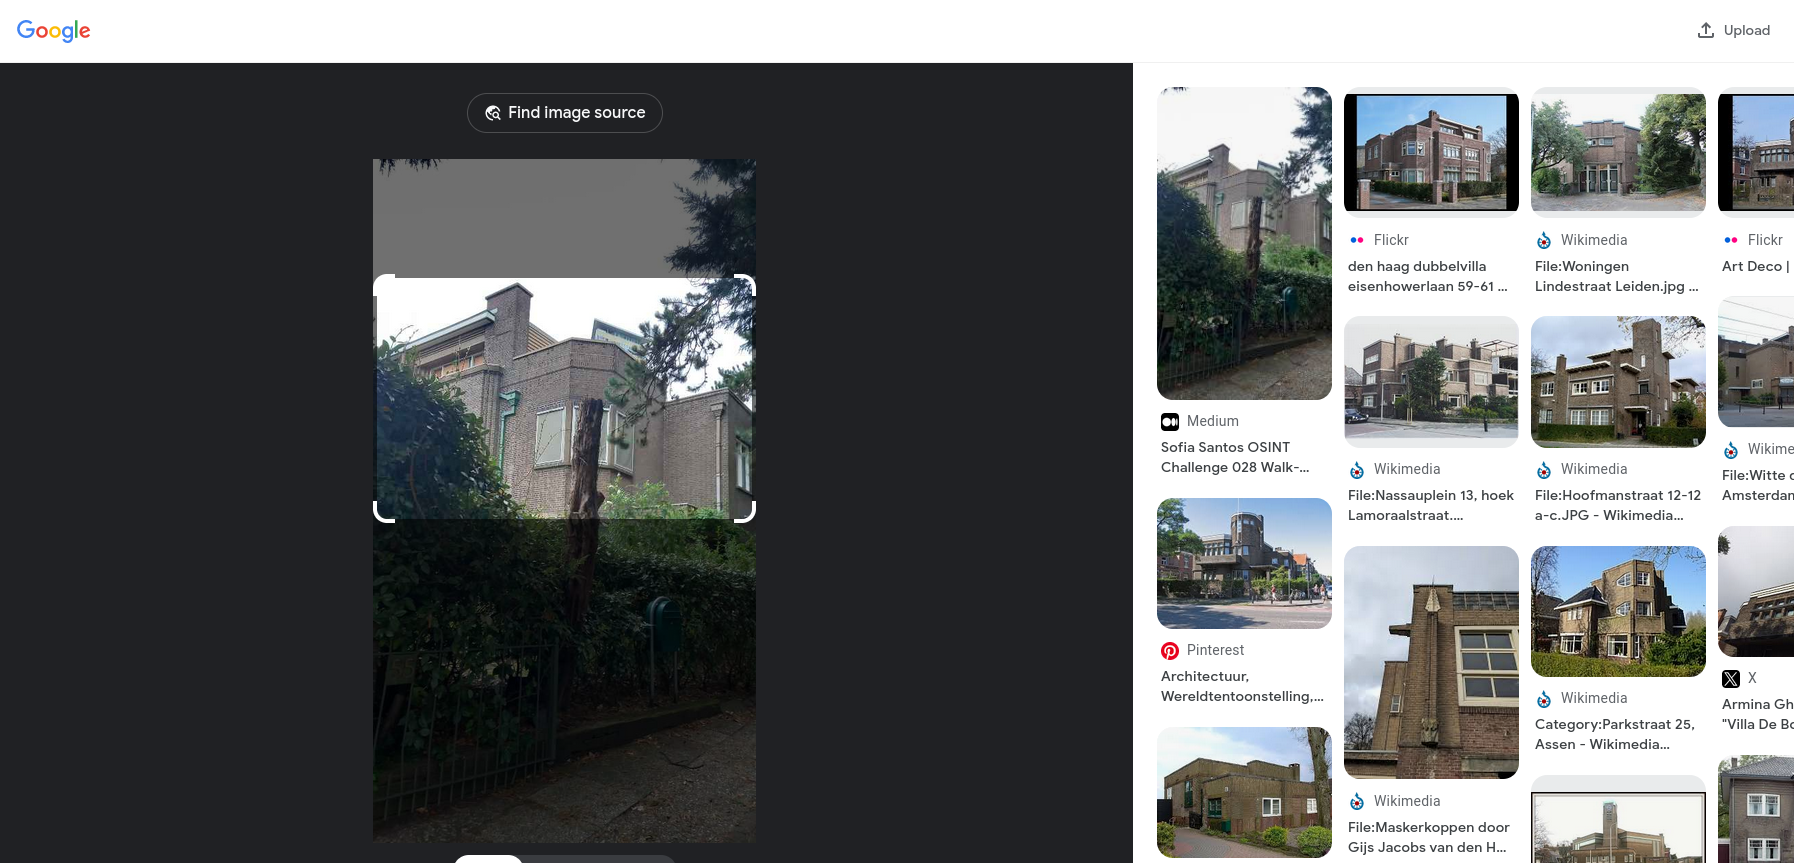 Google
Upload
Find image source
Medium
Sofia Santos OSINT
Challenge 028 Walk-...
Pinterest
Architectuur,
Wereldtentoonstelling,...
Flickr
den haag dubbelvilla
eisenhowerlaan 59-61 ...
Wikimedia
File:Nassauplein 13, hoek
Lamoraalstraat....
Wikimedia
File:Maskerkoppen door
Gijs Jacobs van den H...
Wikimedia
File:Woningen
Lindestraat Leiden.jpg ...
Wikimedia
File:Hoofmanstraat 12-12
a-c.JPG - Wikimedia...
Wikimedia
Category:Parkstraat 25,
Assen - Wikimedia...
Flickr
Art Deco |
Wikime
File:Witte
Amsterdan
X
Armina Gh
"Villa De Bo